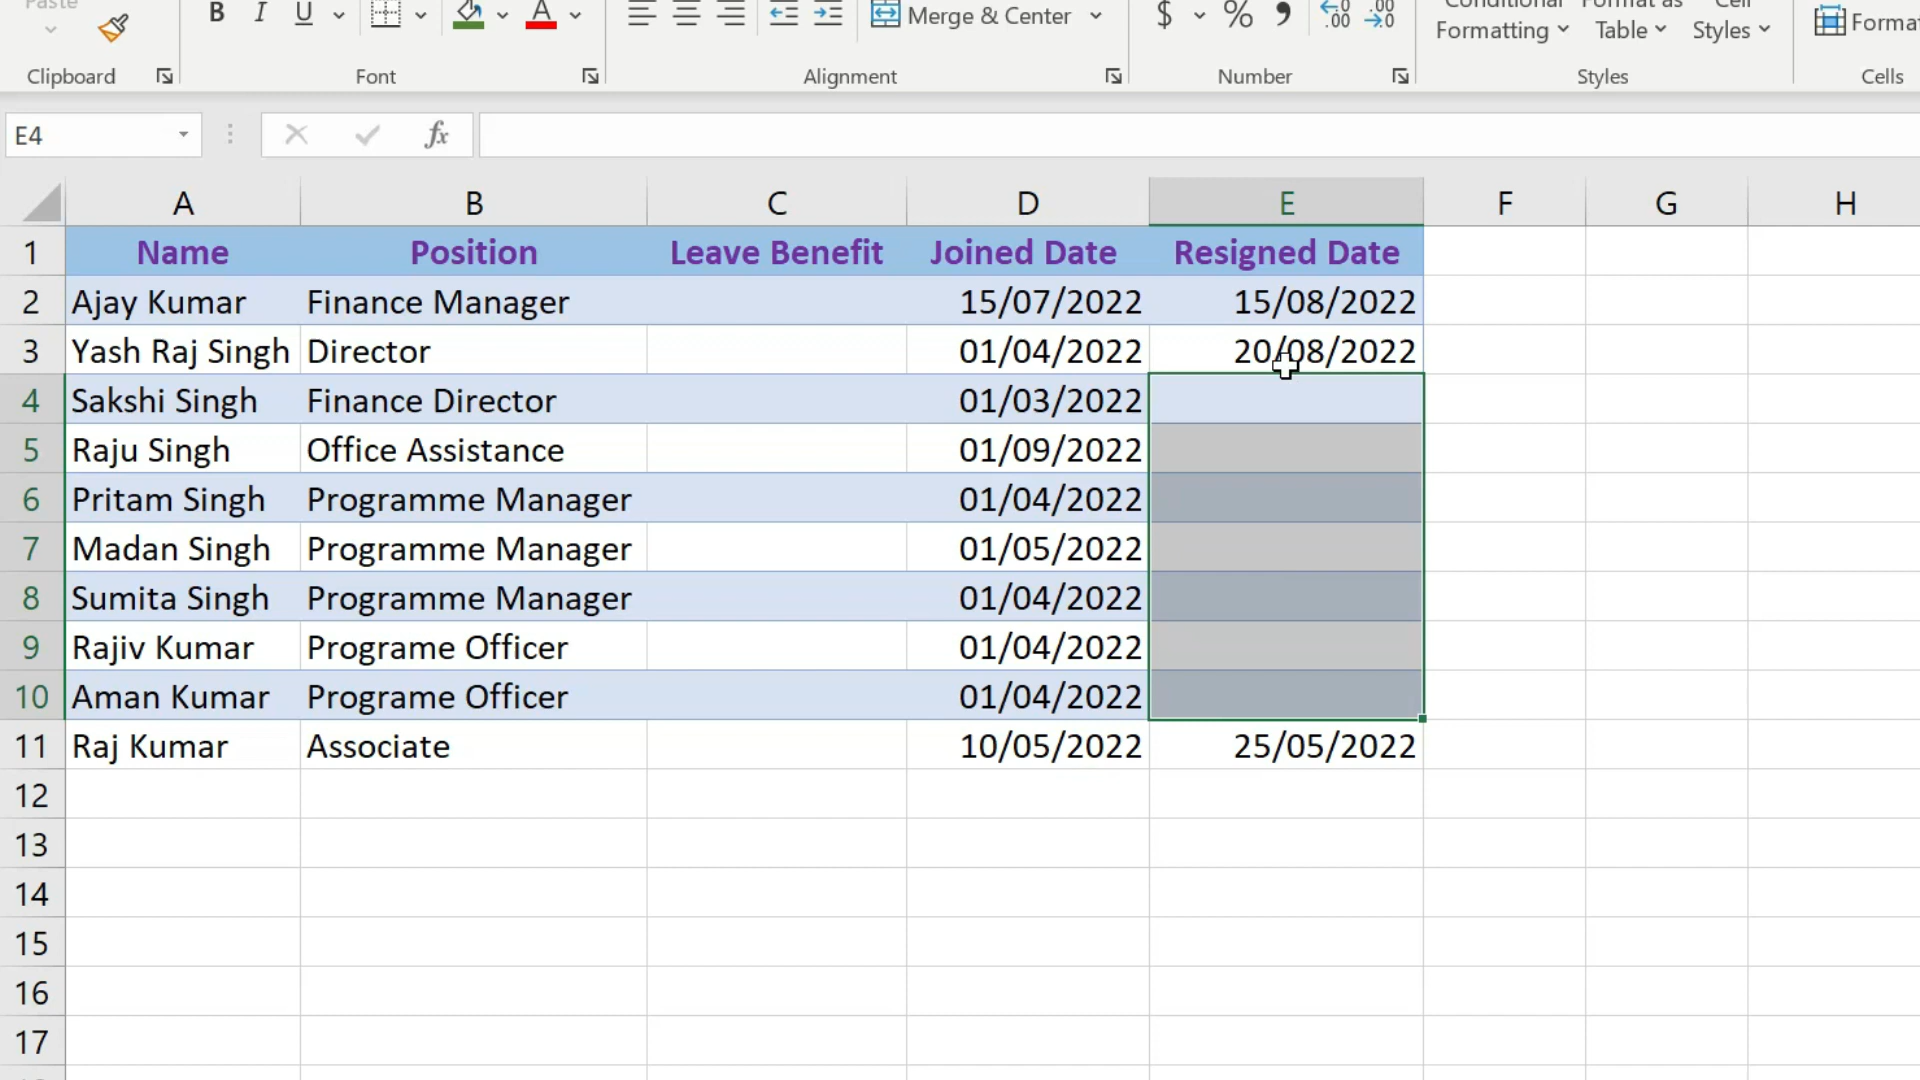 Paste
B I U A
Merge & Center
$ % ,
.00 .00
.00 .0
Conditional Format as Cell
Formatting Table Styles
Format
Clipboard Font Alignment Number Styles Cells
E4 fx
A B C D E F G H
1 Name Position Leave Benefit Joined Date Resigned Date
2 Ajay Kumar Finance Manager 15/07/2022 15/08/2022
3 Yash Raj Singh Director 01/04/2022 20/08/2022
4 Sakshi Singh Finance Director 01/03/2022
5 Raju Singh Office Assistance 01/09/2022
6 Pritam Singh Programme Manager 01/04/2022
7 Madan Singh Programme Manager 01/05/2022
8 Sumita Singh Programme Manager 01/04/2022
9 Rajiv Kumar Programe Officer 01/04/2022
10 Aman Kumar Programe Officer 01/04/2022
11 Raj Kumar Associate 10/05/2022 25/05/2022
12
13
14
15
16
17